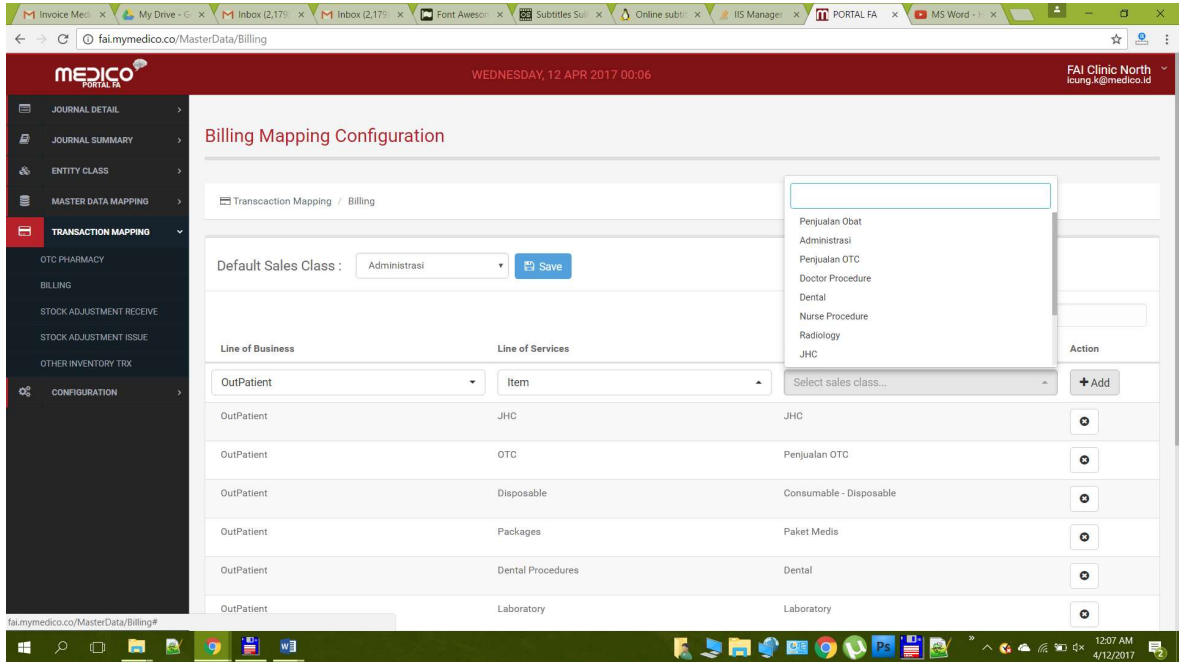 Invoice Medi
My Drive - G
Inbox (2,179
Inbox (2,179
Font Aweson
Subtitles Sub
Online subti
IIS Manager
PORTAL FA
MS Word - H
fai.mymedico.co/MasterData/Billing
MEDICO
PORTAL FA
WEDNESDAY, 12 APR 2017 00:06
FAI Clinic North
icung.k@medico.id
JOURNAL DETAIL
JOURNAL SUMMARY
ENTITY CLASS
MASTER DATA MAPPING
TRANSACTION MAPPING
OTC PHARMACY
BILLING
STOCK ADJUSTMENT RECEIVE
STOCK ADJUSTMENT ISSUE
OTHER INVENTORY TRX
CONFIGURATION
Billing Mapping Configuration
Transcaction Mapping / Billing
Default Sales Class :
Administrasi
Save
Penjualan Obat
Administrasi
Penjualan OTC
Doctor Procedure
Dental
Nurse Procedure
Radiology
JHC
Line of Business Line of Services Action
OutPatient Item Select sales class... Add
OutPatient JHC JHC
OutPatient OTC Penjualan OTC
OutPatient Disposable Consumable - Disposable
OutPatient Packages Paket Medis
OutPatient Dental Procedures Dental
OutPatient Laboratory Laboratory
fai.mymedico.co/MasterData/Billing#
Ps
12:07 AM
4/12/2017